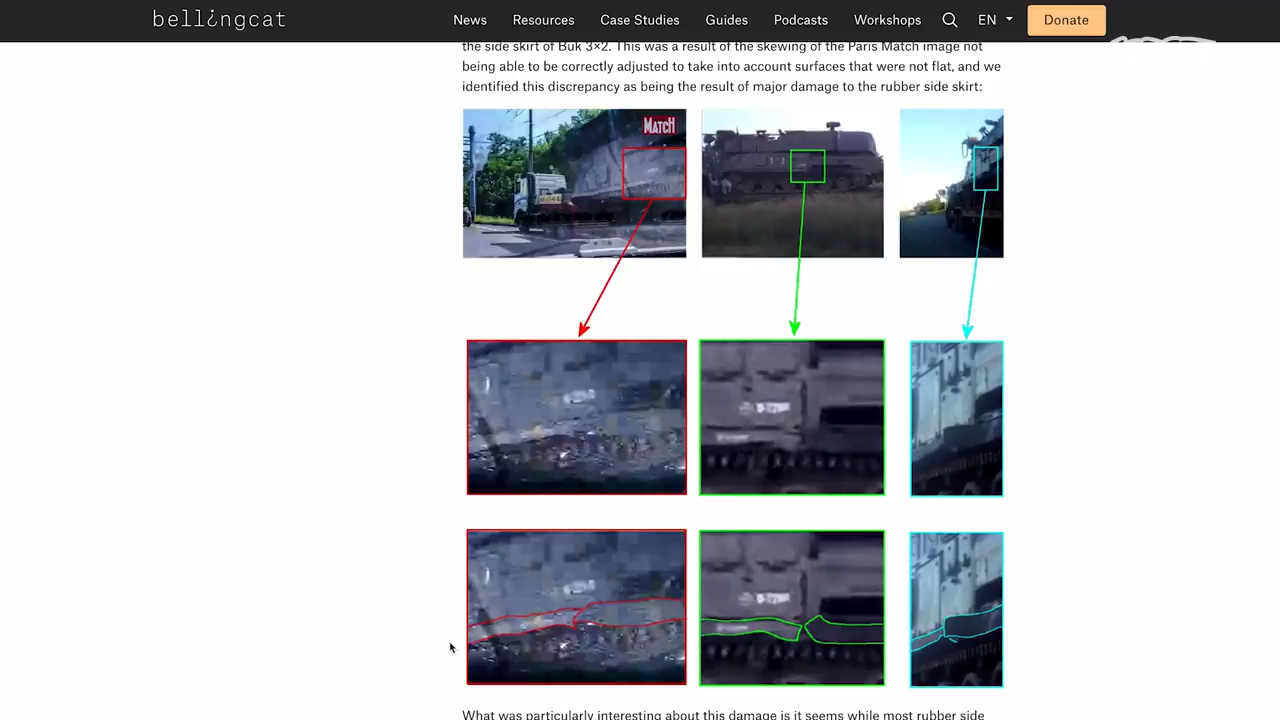 bellingcat
News Resources Case Studies Guides Podcasts Workshops EN Donate
the side skirt of Buk 3×2. This was a result of the skewing of the Paris Match image not
being able to be correctly adjusted to take into account surfaces that were not flat, and we
identified this discrepancy as being the result of major damage to the rubber side skirt:
MATCH
What was particularly interesting about this damage is it seems while most rubber side